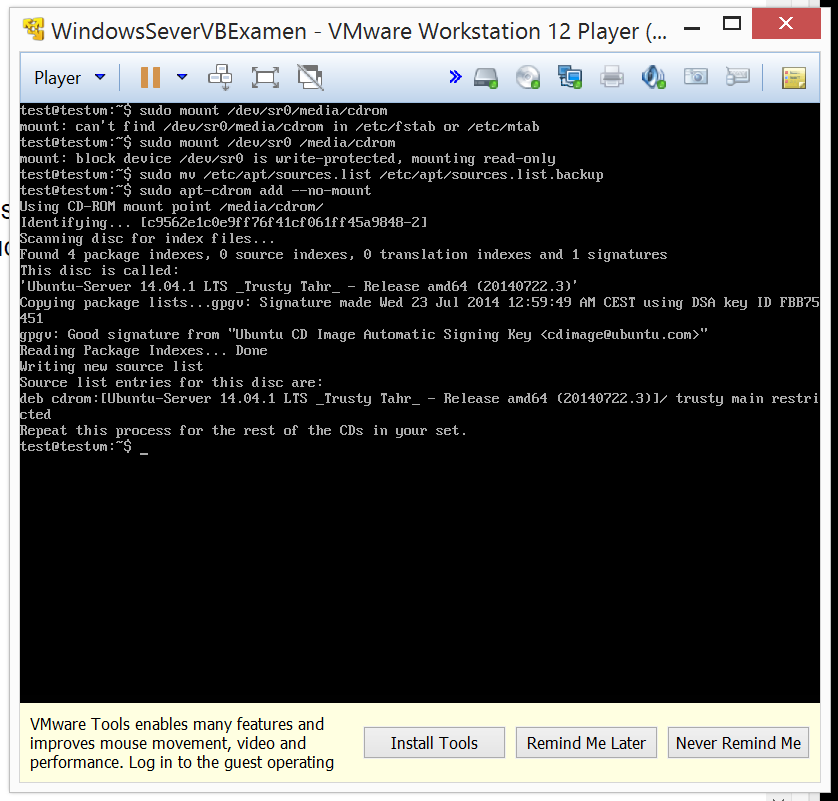 WindowsSeverVBExamen - VMware Workstation 12 Player (...
Player
test@testvm:~$ sudo mount /dev/sr0/media/cdrom
mount: can't find /dev/sr0/media/cdrom in /etc/fstab or /etc/mtab
test@testvm:~$ sudo mount /dev/sr0 /media/cdrom
mount: block device /dev/sr0 is write-protected, mounting read-only
test@testvm:~$ sudo mv /etc/apt/sources.list /etc/apt/sources.list.backup
test@testvm:~$ sudo apt-cdrom add --no-mount
Using CD-ROM mount point /media/cdrom/
Identifying... [c9562e1c0e9ff76f41cf061ff45a9848-2]
Scanning disc for index files...
Found 4 package indexes, 0 source indexes, 0 translation indexes and 1 signatures
This disc is called:
'Ubuntu-Server 14.04.1 LTS _Trusty Tahr_ - Release amd64 (20140722.3)'
Copying package lists...gpgv: Signature made Wed 23 Jul 2014 12:59:49 AM CEST using DSA key ID FBB75
451
gpgv: Good signature from "Ubuntu CD Image Automatic Signing Key <cdimage@ubuntu.com>"
Reading Package Indexes... Done
Writing new source list
Source list entries for this disc are:
deb cdrom:[Ubuntu-Server 14.04.1 LTS _Trusty Tahr_ - Release amd64 (20140722.3)]/ trusty main restri
cted
Repeat this process for the rest of the CDs in your set.
test@testvm:~$ _
VMware Tools enables many features and
improves mouse movement, video and
performance. Log in to the guest operating
Install Tools
Remind Me Later
Never Remind Me